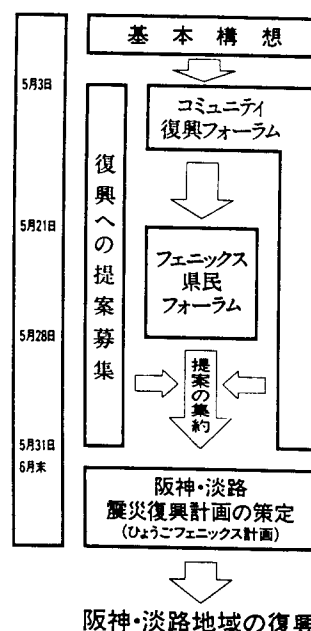 基本構想
5月3日
コミュニティ
復興フォーラム
復興への提案募集
5月21日
フェニックス
県民
フォーラム
5月28日
提案の集約
5月31日
6月末
阪神・淡路
震災復興計画の策定
(ひょうごフェニックス計画)
阪神・淡路地域の復興